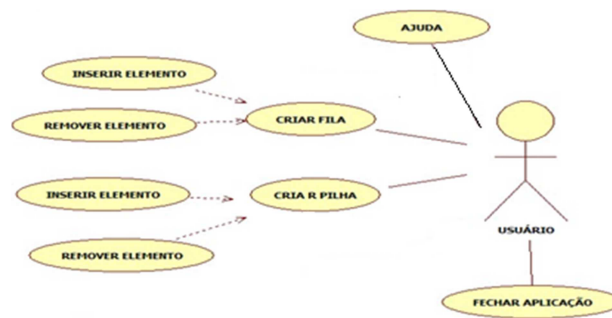 AJUDA
INSERIR ELEMENTO
REMOVER ELEMENTO
CRIAR FILA
INSERIR ELEMENTO
CRIA R PILHA
REMOVER ELEMENTO
USUÁRIO
FECHAR APLICAÇÃO